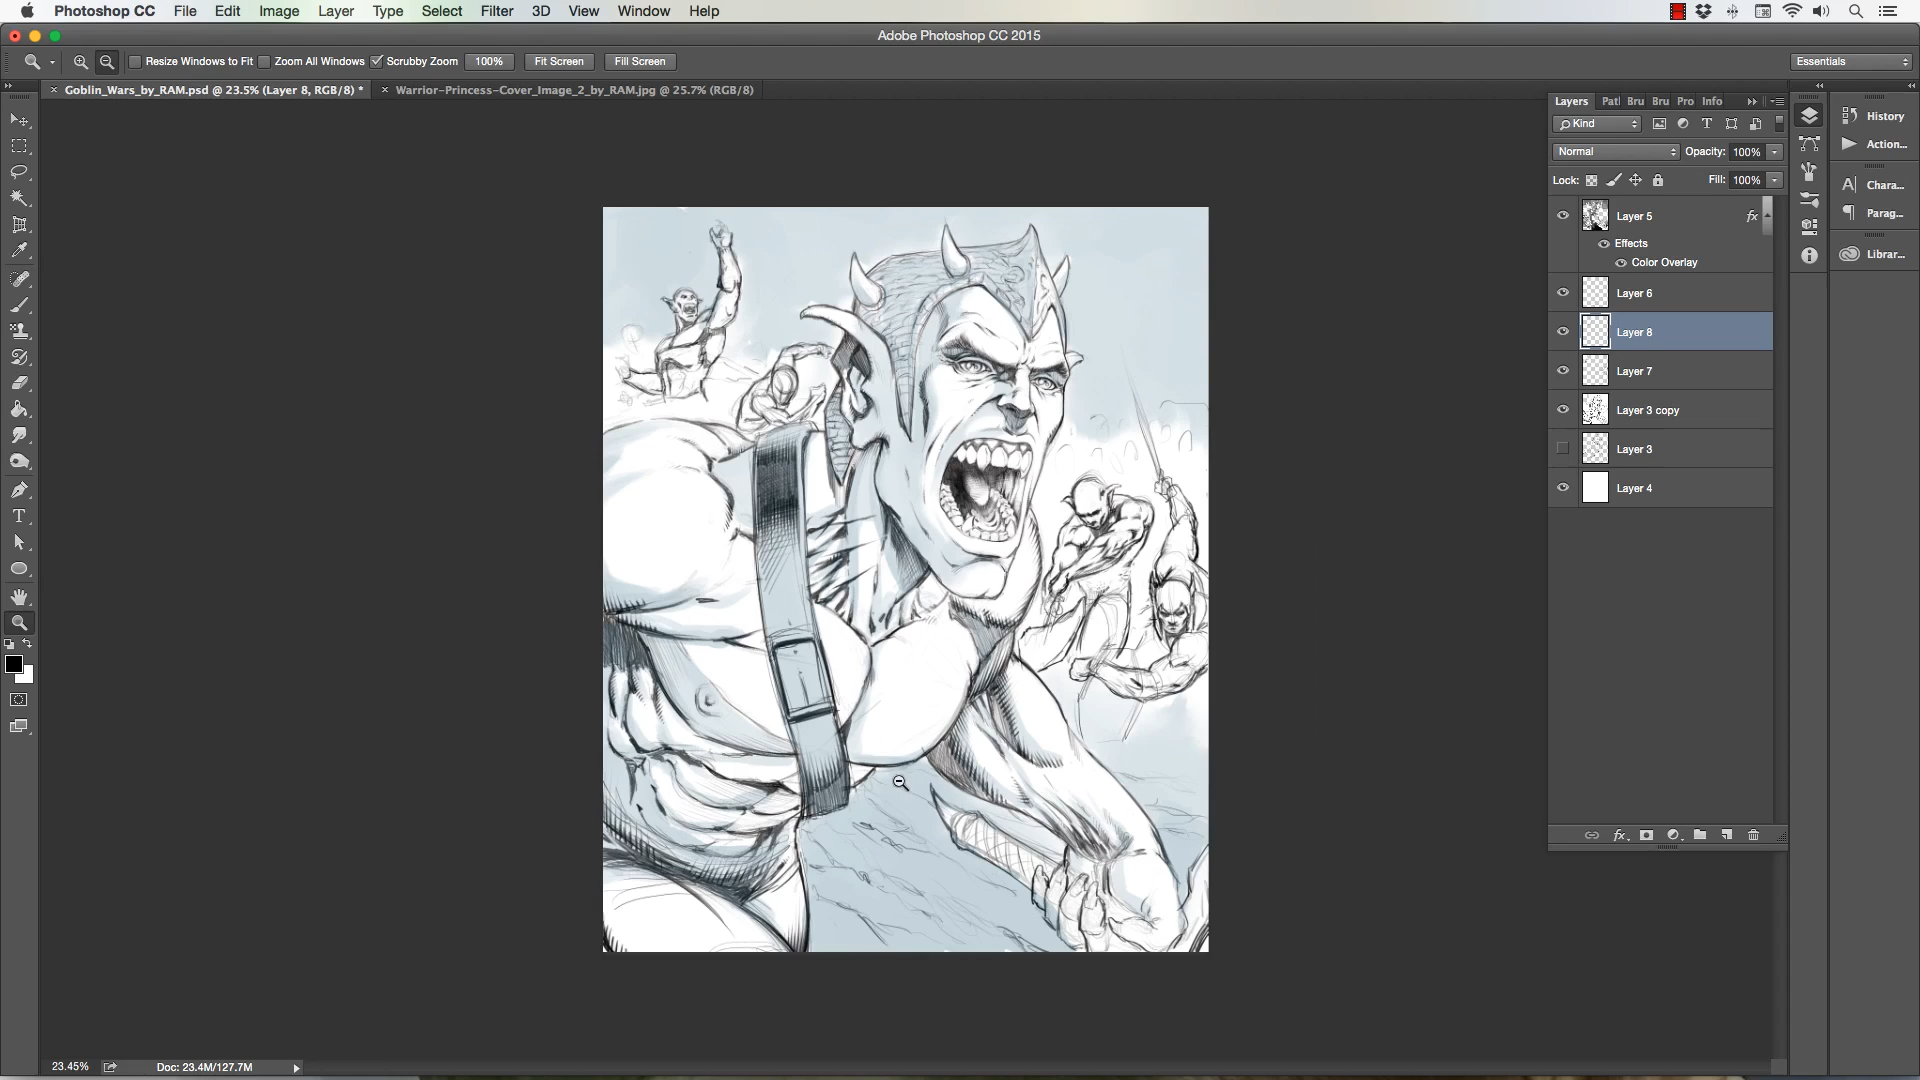 Photoshop CC File Edit Image Layer Type Select Filter 3D View Window Help
Adobe Photoshop CC 2015
Resize Windows to Fit Zoom All Windows Scrubby Zoom 100% Fit Screen Fill Screen Essentials
Goblin_Wars_by_RAM.psd @ 23.5% (Layer 8, RGB/8) * Warrior-Princess-Cover_Image_2_by_RAM.jpg @ 25.7% (RGB/8)
Layers Patl Bru Bru Pro Info
Kind
Normal Opacity: 100%
Lock: Fill: 100%
Layer 5 fx
Effects
Color Overlay
Layer 6
Layer 8
Layer 7
Layer 3 copy
Layer 3
Layer 4
fx
History
Action...
Chara...
Parag...
Librar...
23.45% Doc: 23.4M/127.7M